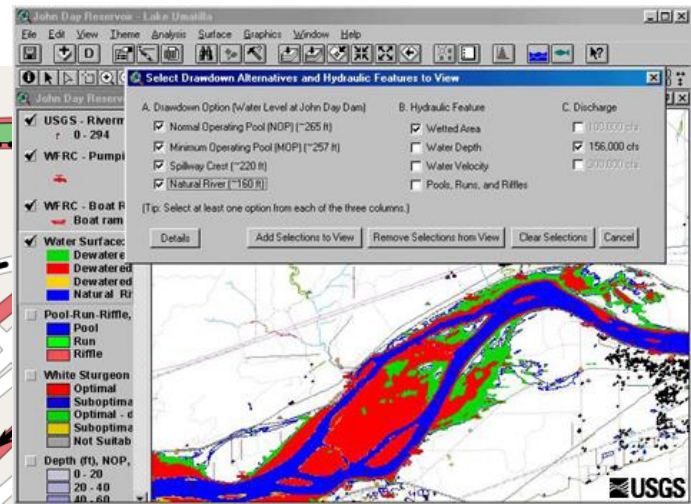 John Day Reservoir - Lake Umatilla
File Edit View Theme Analysis Surface Graphics Window Help
D
Select Drawdown Alternatives and Hydraulic Features to View
John Day Reserv
A. Drawdown Option (Water Level at John Day Dam)
B. Hydraulic Feature
C. Discharge
Normal Operating Pool (NOP) (~265 ft)
Wetted Area
100,000 cfs
Minimum Operating Pool (MOP) (~257 ft)
Water Depth
156,000 cfs
Spillway Crest (~220 ft)
Water Velocity
300,000 cfs
Natural River (~160 ft)
Pools, Runs, and Riffles
(Tip: Select at least one option from each of the three columns.)
Details
Add Selections to View
Remove Selections from View
Clear Selections
Cancel
USGS - Riverm
0 - 294
WFRC - Pumpi
WFRC - Boat R
Boat ram
Water Surface:
Dewatere
Dewatered
Dewatered
Natural Ri
Pool-Run-Riffle,
Pool
Run
Riffle
White Sturgeon
Optimal
Suboptima
Optimal - d
Suboptima
Not Suitab
Depth (ft), NOP,
0 - 20
20 - 40
40 - 60
USGS